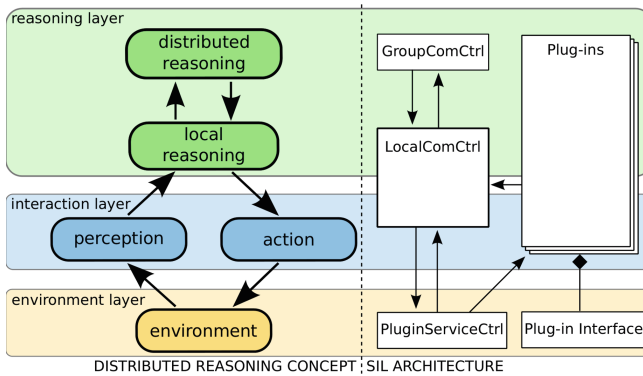 reasoning layer
distributed
reasoning
local
reasoning
interaction layer
perception
action
environment layer
environment
DISTRIBUTED REASONING CONCEPT
GroupComCtrl
Plug-ins
LocalComCtrl
PluginServiceCtrl
Plug-in Interface
SIL ARCHITECTURE